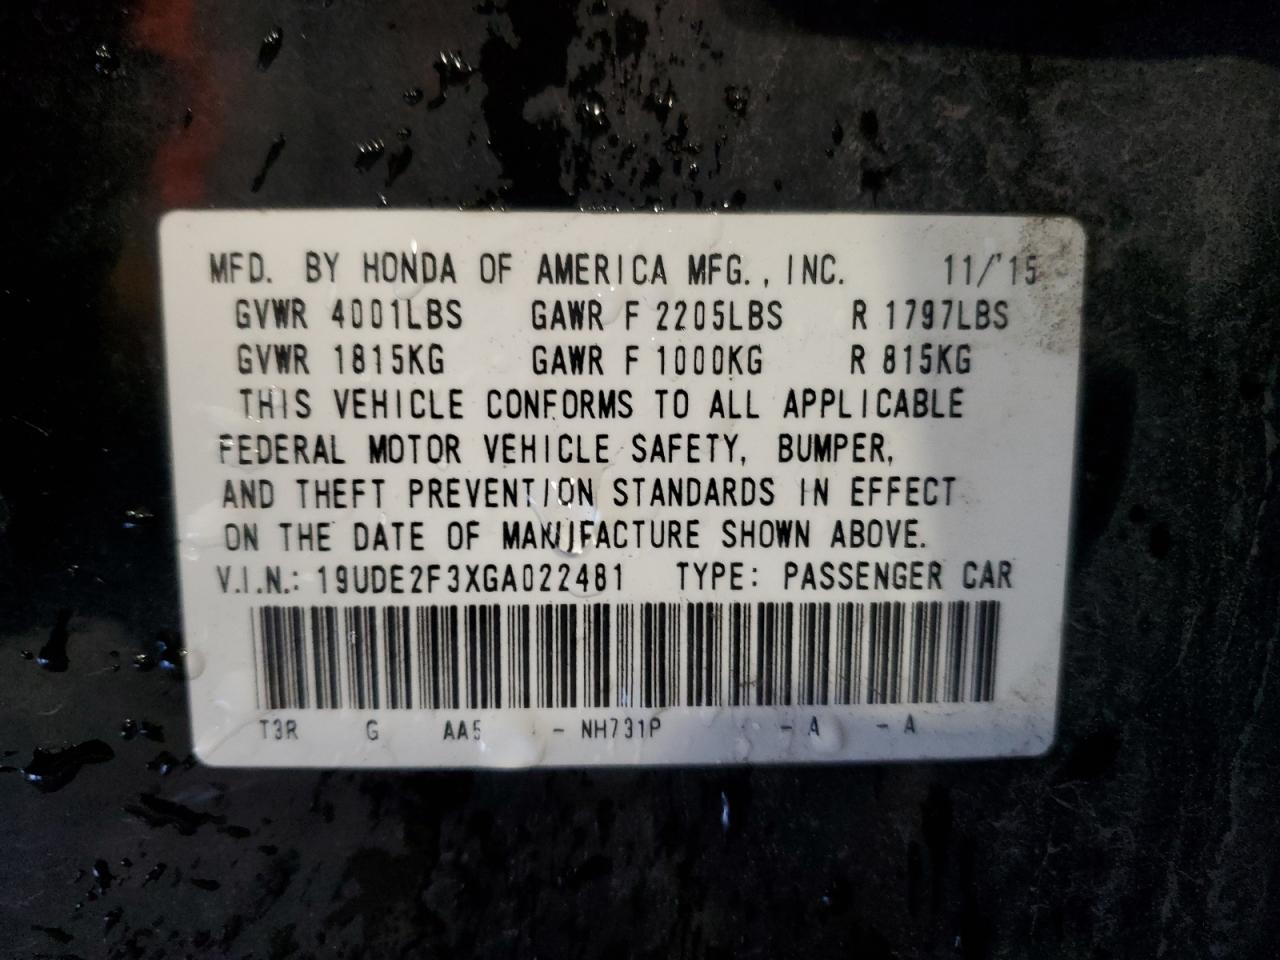 MFD. BY HONDA OF AMERICA MFG., INC. 11/'15
GVWR 4001LBS GAWR F 2205LBS R 1797LBS
GVWR 1815KG GAWR F 1000KG R 815KG
THIS VEHICLE CONFORMS TO ALL APPLICABLE
FEDERAL MOTOR VEHICLE SAFETY, BUMPER,
AND THEFT PREVENTION STANDARDS IN EFFECT
ON THE DATE OF MANUFACTURE SHOWN ABOVE.
V.I.N.: 19UDE2F3XGA022481 TYPE: PASSENGER CAR
T3R G AA5 - NH731P - A - A